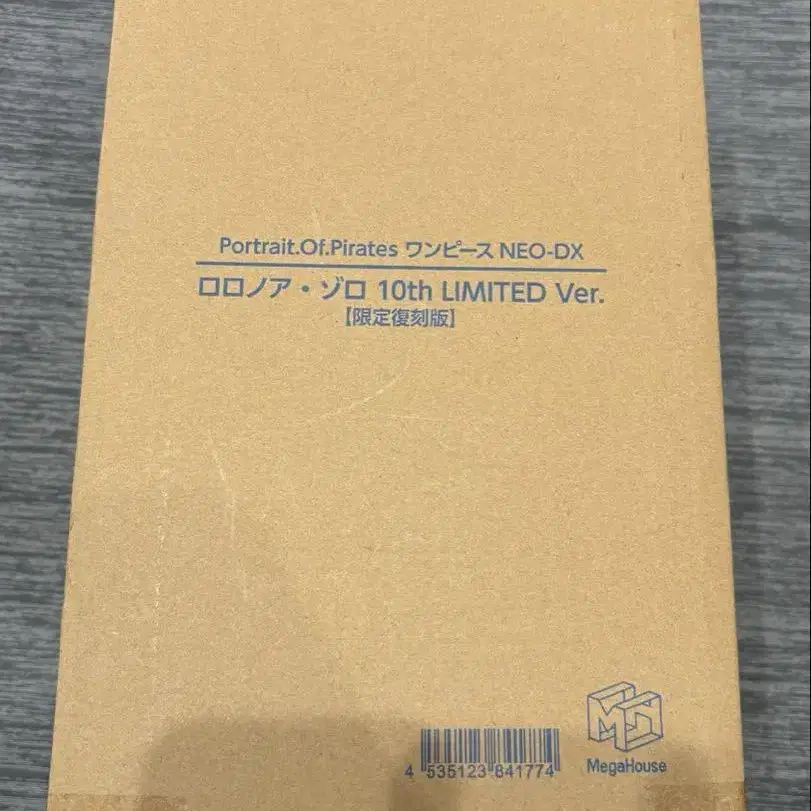 Portrait.Of.Pirates ワンピース NEO-DX
ロロノア・ゾロ 10th LIMITED Ver.
【限定復刻版】
MegaHouse
4 535123 841774